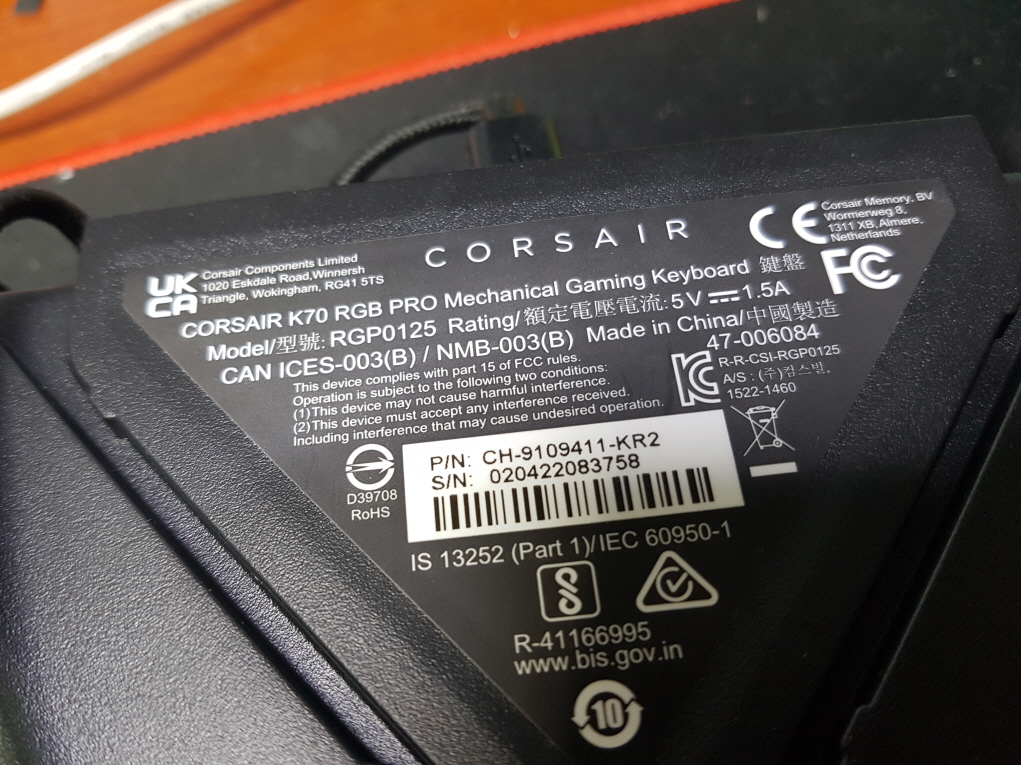 CORSAIR
UK
CA
Corsair Components Limited
1020 Eskdale Road,Winnersh
Triangle, Wokingham, RG41 5TS
CE
Corsair Memory, BV
Wormerweg 8,
1311 XB, Almere,
Netherlands
FC
CORSAIR K70 RGB PRO Mechanical Gaming Keyboard 鍵盤
Model/型號: RGP0125 Rating/額定電壓電流: 5V⎓1.5A
CAN ICES-003(B) / NMB-003(B) Made in China/中國製造
This device complies with part 15 of FCC rules.
Operation is subject to the following two conditions:
(1)This device may not cause harmful interference.
(2)This device must accept any interference received.
Including interference that may cause undesired operation.
47-006084
R-R-CSI-RGP0125
A/S : (주)컴스빌,
1522-1460
D39708
RoHS
P/N: CH-9109411-KR2
S/N: 020422083758
IS 13252 (Part 1)/IEC 60950-1
R-41166995
www.bis.gov.in
10